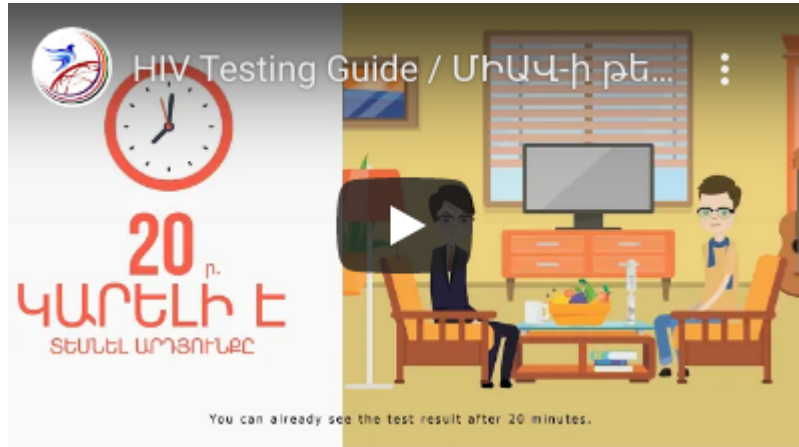 HIV Testing Guide / ՄԻԱՎ-ի թե...
20 ր.
ԿԱՐԵԼԻ Է
ՏԵՍՆԵԼ ԱՐԴՅՈՒՆՔԸ
You can already see the test result after 20 minutes.